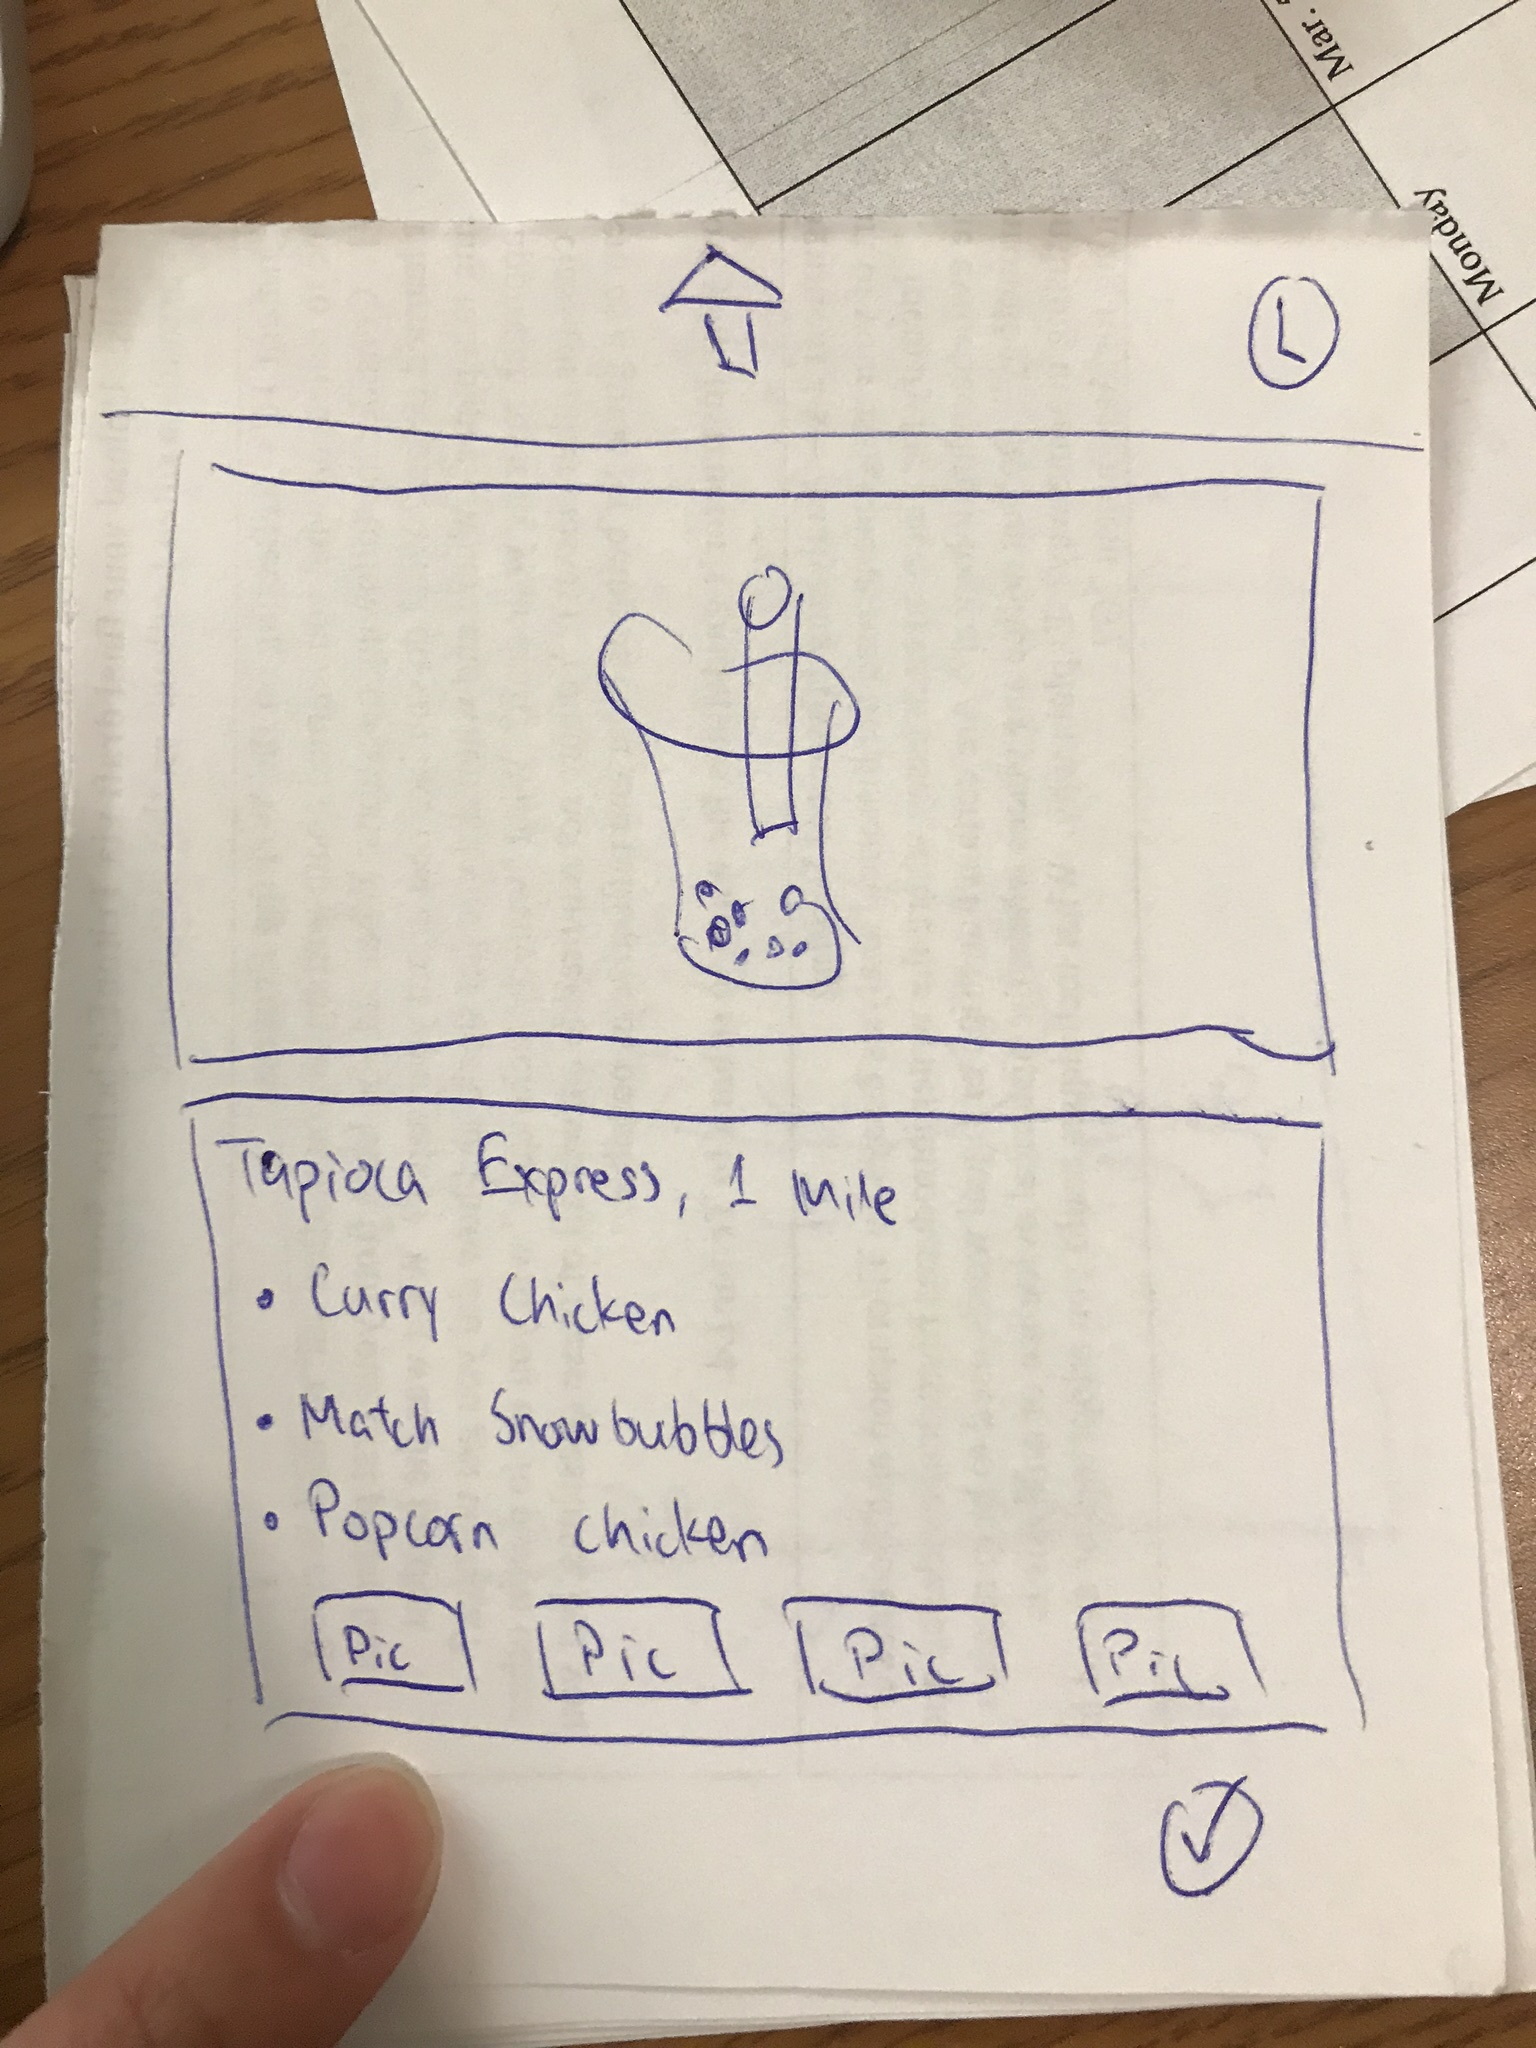 Mar.
Monday
L
Tapioca Express, 1 Mile
• Curry Chicken
• Match Snowbubbles
• Popcorn chicken
Pic Pic Pic Pic